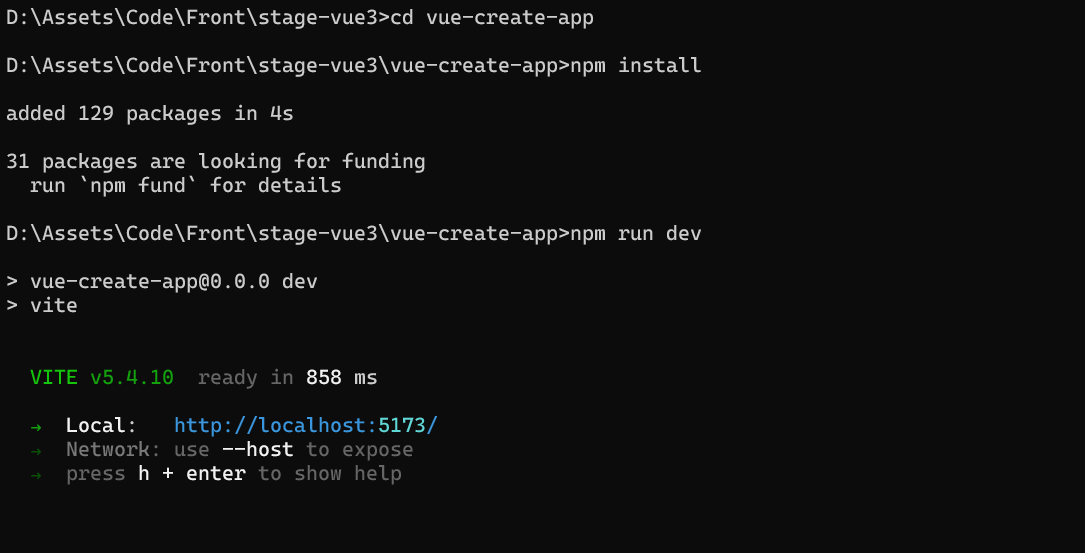 D:\Assets\Code\Front\stage-vue3>cd vue-create-app
D:\Assets\Code\Front\stage-vue3\vue-create-app>npm install
added 129 packages in 4s
31 packages are looking for funding
  run `npm fund` for details
D:\Assets\Code\Front\stage-vue3\vue-create-app>npm run dev
> vue-create-app@0.0.0 dev
> vite
  VITE v5.4.10  ready in 858 ms
  →  Local:   http://localhost:5173/
  →  Network: use --host to expose
  →  press h + enter to show help